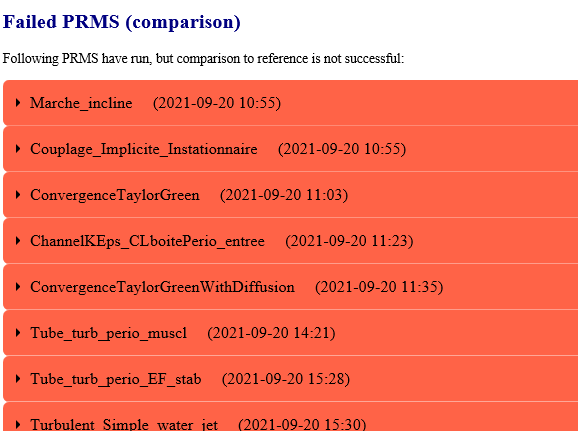 Failed PRMS (comparison)
Following PRMS have run, but comparison to reference is not successful:
Marche_incline (2021-09-20 10:55)
Couplage_Implicite_Instationnaire (2021-09-20 10:55)
ConvergenceTaylorGreen (2021-09-20 11:03)
ChannelKEps_CLboitePerio_entree (2021-09-20 11:23)
ConvergenceTaylorGreenWithDiffusion (2021-09-20 11:35)
Tube_turb_perio_muscl (2021-09-20 14:21)
Tube_turb_perio_EF_stab (2021-09-20 15:28)
Turbulent_Simple_water_jet (2021-09-20 15:30)